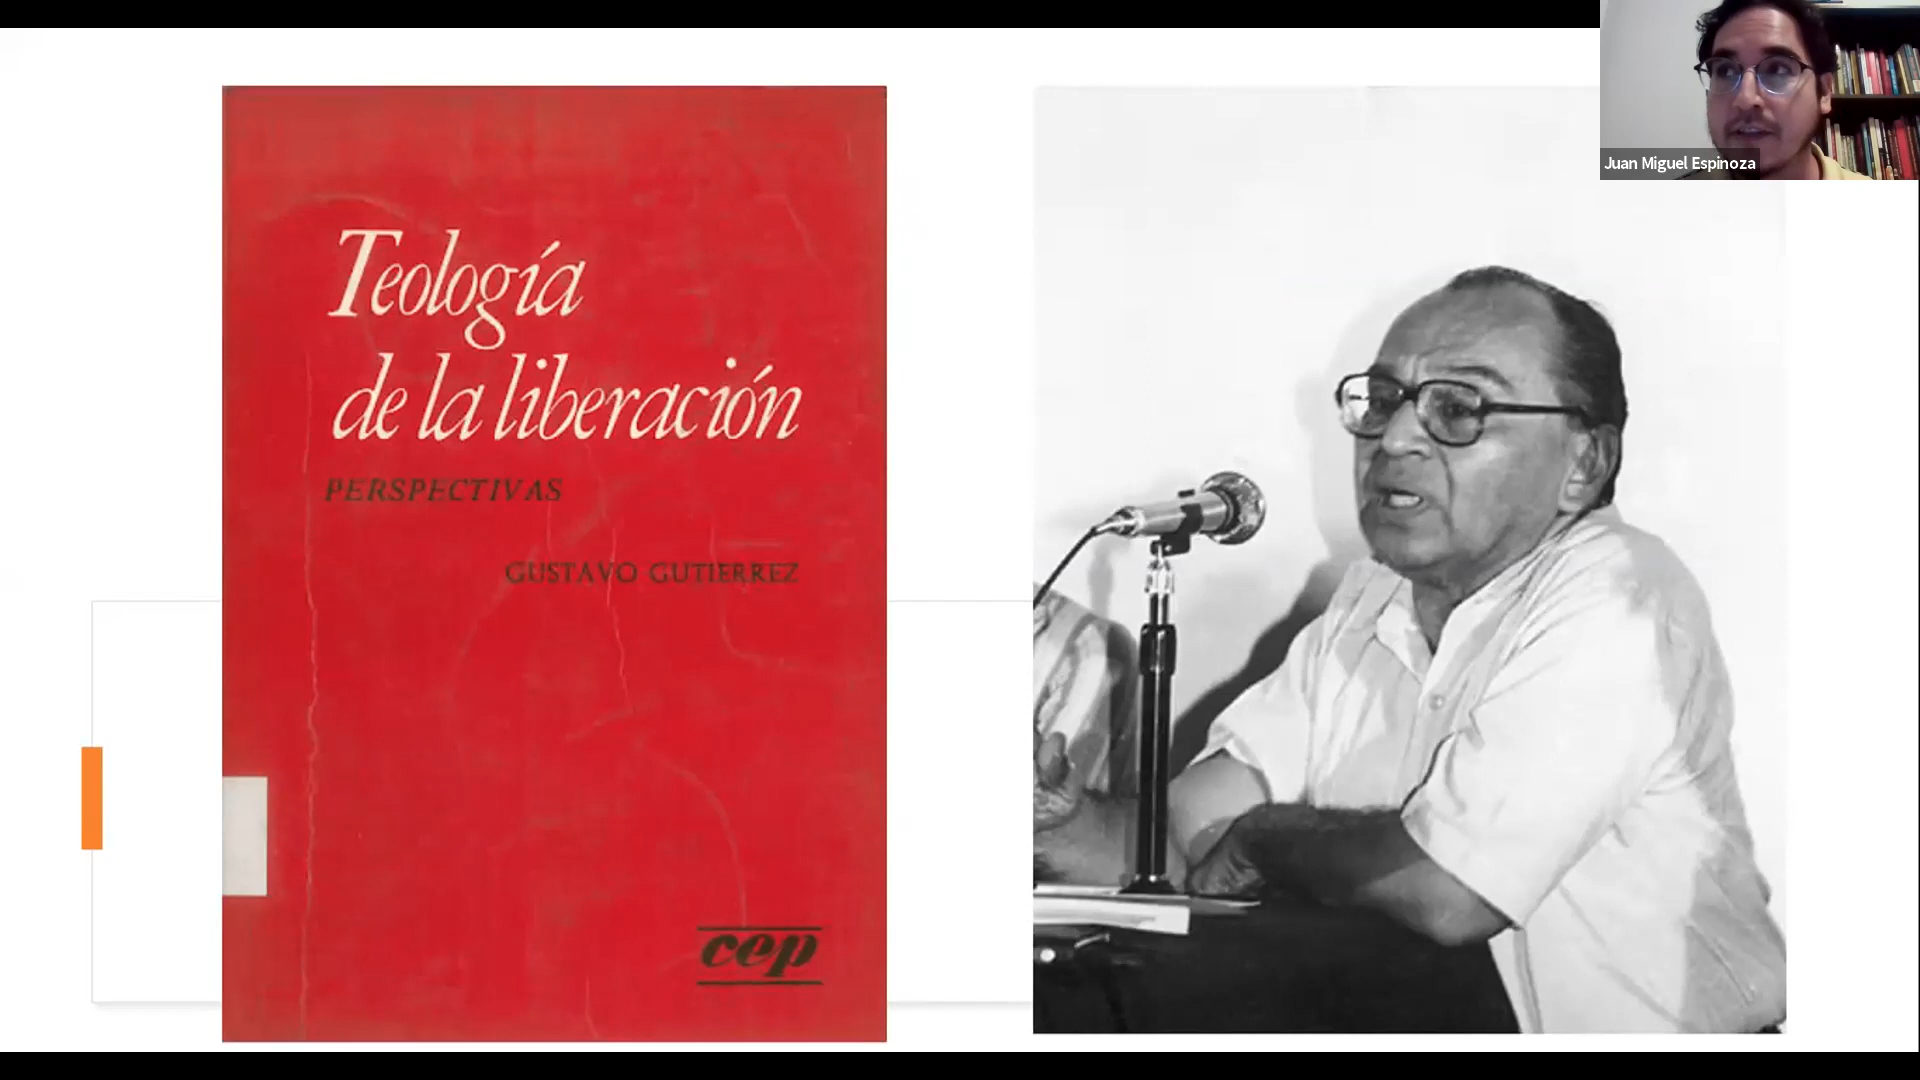 Teología
de la liberación
PERSPECTIVAS
GUSTAVO GUTIERREZ
cep
Juan Miguel Espinoza